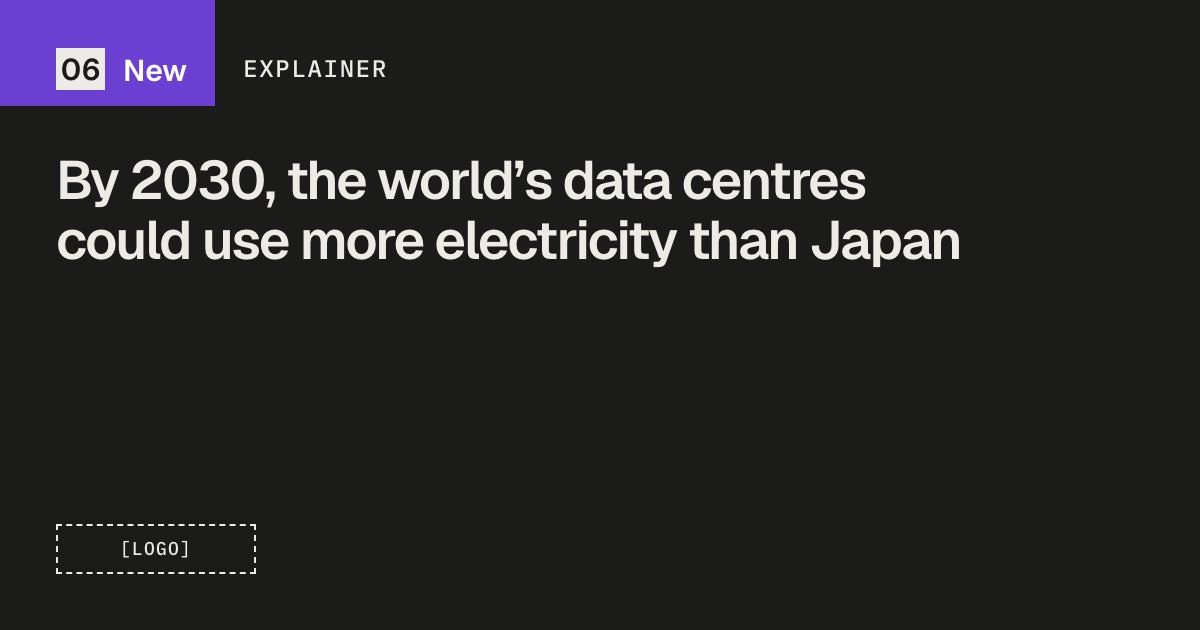 06 New EXPLAINER
By 2030, the world’s data centres
could use more electricity than Japan
[LOGO]